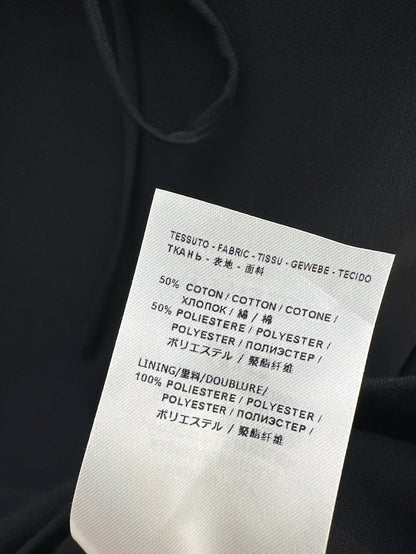 TESSUTO - FABRIC - TISSU - GEWEBE - TECIDO
ТКАНЬ - 表地 - 面料
50% COTON / COTTON / COTONE /
ХЛОПОК / 綿 / 棉
50% POLIESTERE / POLYESTER /
POLYESTER / ПОЛИЭСТЕР /
ポリエステル / 聚酯纤维
LINING/里料/DOUBLURE/
100% POLIESTERE / POLYESTER /
POLYESTER / ПОЛИЭСТЕР /
ポリエステル / 聚酯纤维